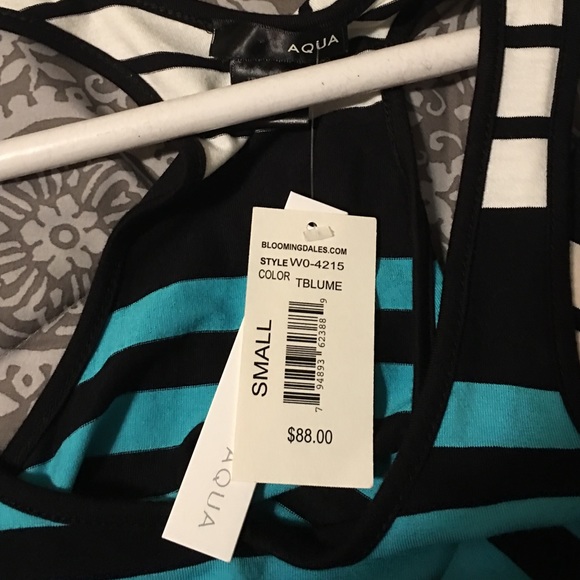 AQUA
BLOOMINGDALES.COM
STYLE W0-4215
COLOR TBLUME
SMALL
7 94893 62388 9
$88.00
AQUA